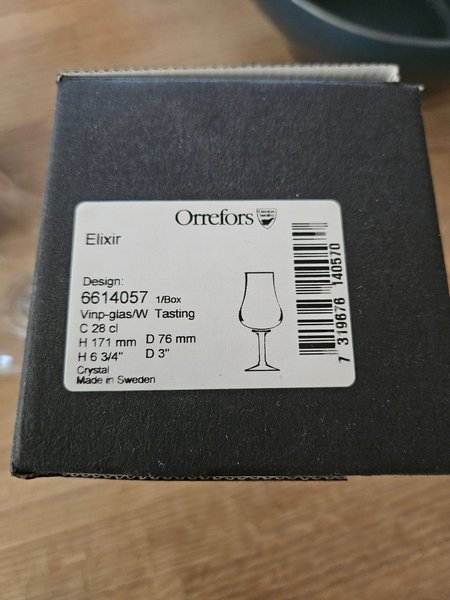 Orrefors
Elixir
Design:
6614057 1/Box
Vinp-glas/W Tasting
C 28 cl
H 171 mm D 76 mm
H 6 3/4" D 3"
Crystal
Made in Sweden
7 319676 140570